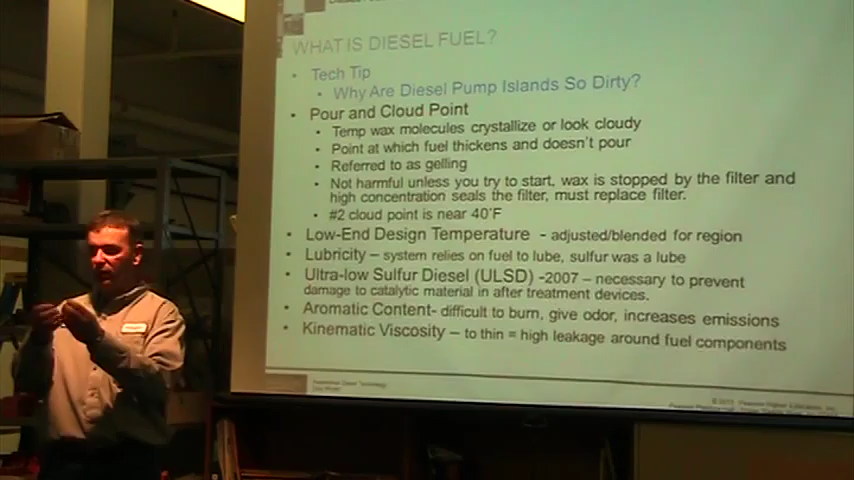 WHAT IS DIESEL FUEL?
• Tech Tip
• Why Are Diesel Pump Islands So Dirty?
• Pour and Cloud Point
• Temp wax molecules crystallize or look cloudy
• Point at which fuel thickens and doesn't pour
• Referred to as gelling
• Not harmful unless you try to start, wax is stopped by the filter and
high concentration seals the filter, must replace filter.
• #2 cloud point is near 40°F
• Low-End Design Temperature - adjusted/blended for region
• Lubricity – system relies on fuel to lube, sulfur was a lube
• Ultra-low Sulfur Diesel (ULSD) -2007 – necessary to prevent
damage to catalytic material in after treatment devices.
• Aromatic Content- difficult to burn, give odor, increases emissions
• Kinematic Viscosity – to thin = high leakage around fuel components